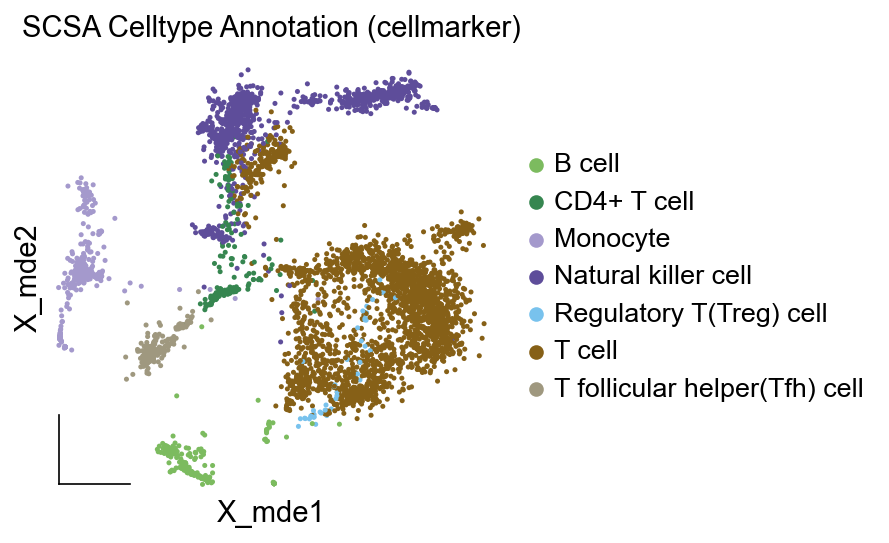 SCSA Celltype Annotation (cellmarker)
B cell
CD4+ T cell
Monocyte
Natural killer cell
Regulatory T(Treg) cell
T cell
T follicular helper(Tfh) cell
X_mde2
X_mde1